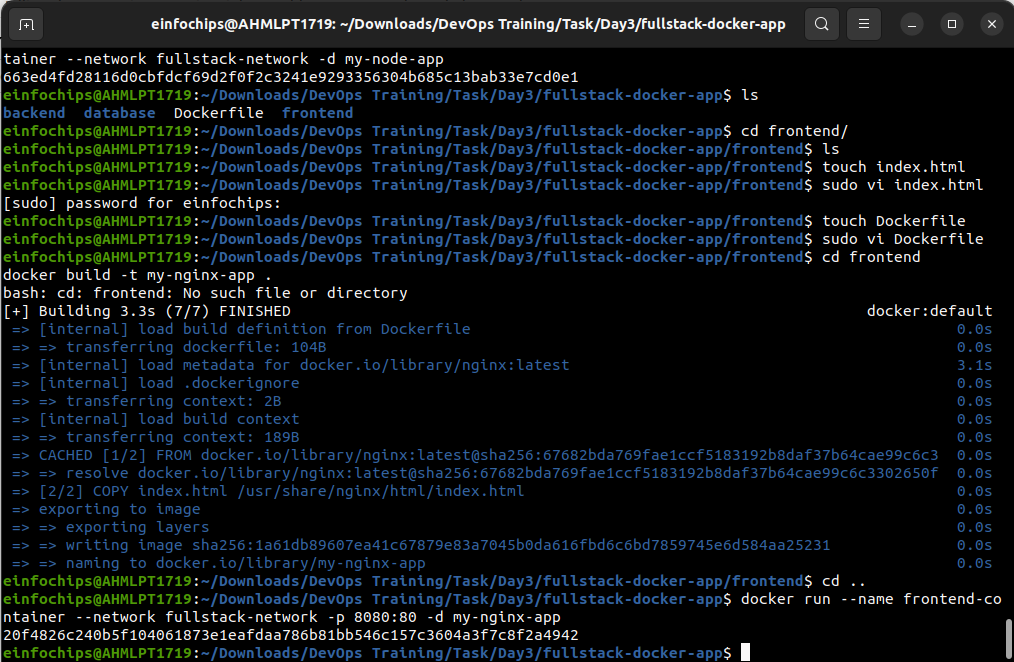 einfochips@AHMLPT1719: ~/Downloads/DevOps Training/Task/Day3/fullstack-docker-app
tainer --network fullstack-network -d my-node-app
663ed4fd28116d0cbfdcf69d2f0f2c3241e9293356304b685c13bab33e7cd0e1
einfochips@AHMLPT1719:~/Downloads/DevOps Training/Task/Day3/fullstack-docker-app$ ls
backend  database  Dockerfile  frontend
einfochips@AHMLPT1719:~/Downloads/DevOps Training/Task/Day3/fullstack-docker-app$ cd frontend/
einfochips@AHMLPT1719:~/Downloads/DevOps Training/Task/Day3/fullstack-docker-app/frontend$ ls
einfochips@AHMLPT1719:~/Downloads/DevOps Training/Task/Day3/fullstack-docker-app/frontend$ touch index.html
einfochips@AHMLPT1719:~/Downloads/DevOps Training/Task/Day3/fullstack-docker-app/frontend$ sudo vi index.html
[sudo] password for einfochips:
einfochips@AHMLPT1719:~/Downloads/DevOps Training/Task/Day3/fullstack-docker-app/frontend$ touch Dockerfile
einfochips@AHMLPT1719:~/Downloads/DevOps Training/Task/Day3/fullstack-docker-app/frontend$ sudo vi Dockerfile
einfochips@AHMLPT1719:~/Downloads/DevOps Training/Task/Day3/fullstack-docker-app/frontend$ cd frontend
docker build -t my-nginx-app .
bash: cd: frontend: No such file or directory
[+] Building 3.3s (7/7) FINISHED docker:default
=> [internal] load build definition from Dockerfile 0.0s
=> => transferring dockerfile: 104B 0.0s
=> [internal] load metadata for docker.io/library/nginx:latest 3.1s
=> [internal] load .dockerignore 0.0s
=> => transferring context: 2B 0.0s
=> [internal] load build context 0.0s
=> => transferring context: 189B 0.0s
=> CACHED [1/2] FROM docker.io/library/nginx:latest@sha256:67682bda769fae1ccf5183192b8daf37b64cae99c6c3 0.0s
=> => resolve docker.io/library/nginx:latest@sha256:67682bda769fae1ccf5183192b8daf37b64cae99c6c3302650f 0.0s
=> [2/2] COPY index.html /usr/share/nginx/html/index.html 0.0s
=> exporting to image 0.0s
=> => exporting layers 0.0s
=> => writing image sha256:1a61db89607ea41c67879e83a7045b0da616fbd6c6bd7859745e6d584aa25231 0.0s
=> => naming to docker.io/library/my-nginx-app 0.0s
einfochips@AHMLPT1719:~/Downloads/DevOps Training/Task/Day3/fullstack-docker-app/frontend$ cd ..
einfochips@AHMLPT1719:~/Downloads/DevOps Training/Task/Day3/fullstack-docker-app$ docker run --name frontend-co
ntainer --network fullstack-network -p 8080:80 -d my-nginx-app
20f4826c240b5f104061873e1eafdaa786b81bb546c157c3604a3f7c8f2a4942
einfochips@AHMLPT1719:~/Downloads/DevOps Training/Task/Day3/fullstack-docker-app$